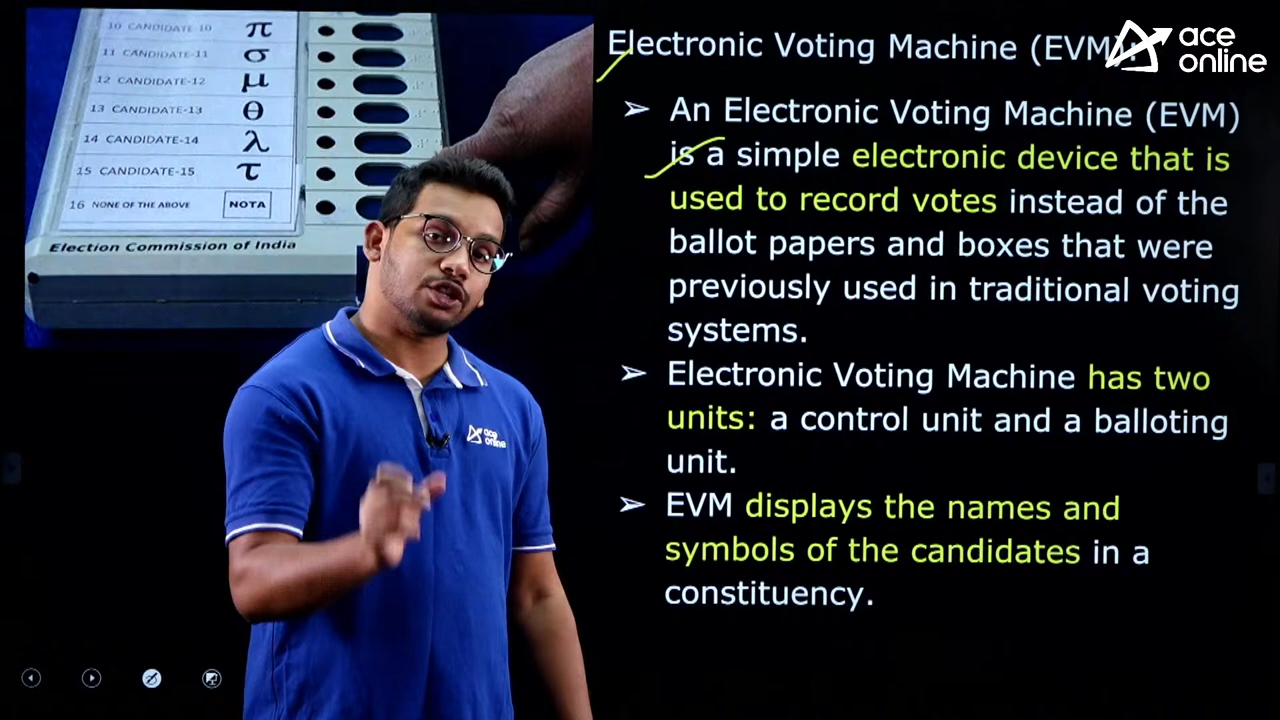 10 CANDIDATE-10 π
11 CANDIDATE-11 σ
12 CANDIDATE-12 μ
13 CANDIDATE-13 θ
14 CANDIDATE-14 λ
15 CANDIDATE-15 τ
16 NONE OF THE ABOVE NOTA
Election Commission of India
ace
online
Electronic Voting Machine (EVM):
➢ An Electronic Voting Machine (EVM)
is a simple electronic device that is
used to record votes instead of the
ballot papers and boxes that were
previously used in traditional voting
systems.
➢ Electronic Voting Machine has two
units: a control unit and a balloting
unit.
➢ EVM displays the names and
symbols of the candidates in a
constituency.
ace
online